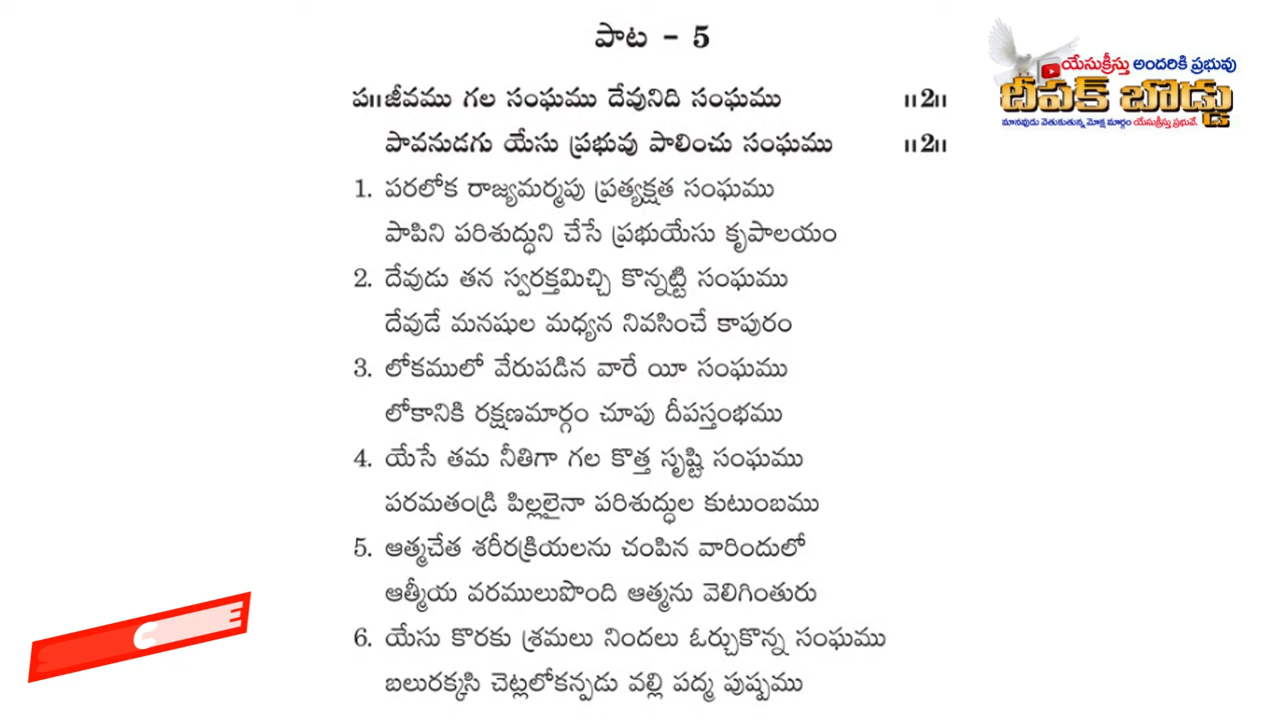 పాట - 5
యేసుక్రీస్తు అందరికి ప్రభువు
దీపక్ బొడ్డు
మానవుడు వెతుకుతున్న మోక్ష మార్గం యేసుక్రీస్తు ప్రభువే.
ప॥జీవము గల సంఘము దేవునిది సంఘము ॥2॥
పావనుడగు యేసు ప్రభువు పాలించు సంఘము ॥2॥
1. పరలోక రాజ్యమర్మపు ప్రత్యక్షత సంఘము
పాపిని పరిశుద్ధుని చేసే ప్రభుయేసు కృపాలయం
2. దేవుడు తన స్వరక్తమిచ్చి కొన్నట్టి సంఘము
దేవుడే మనషుల మధ్యన నివసించే కాపురం
3. లోకములో వేరుపడిన వారే యీ సంఘము
లోకానికి రక్షణమార్గం చూపు దీపస్తంభము
4. యేసే తమ నీతిగా గల కొత్త సృష్టి సంఘము
పరమతండ్రి పిల్లలైనా పరిశుద్ధుల కుటుంబము
5. ఆత్మచేత శరీరక్రియలను చంపిన వారిందులో
ఆత్మీయ వరములుపొంది ఆత్మను వెలిగింతురు
6. యేసు కొరకు శ్రమలు నిందలు ఓర్చుకొన్న సంఘము
బలురక్కసి చెట్లలోకన్పడు వల్లి పద్మ పుష్పము